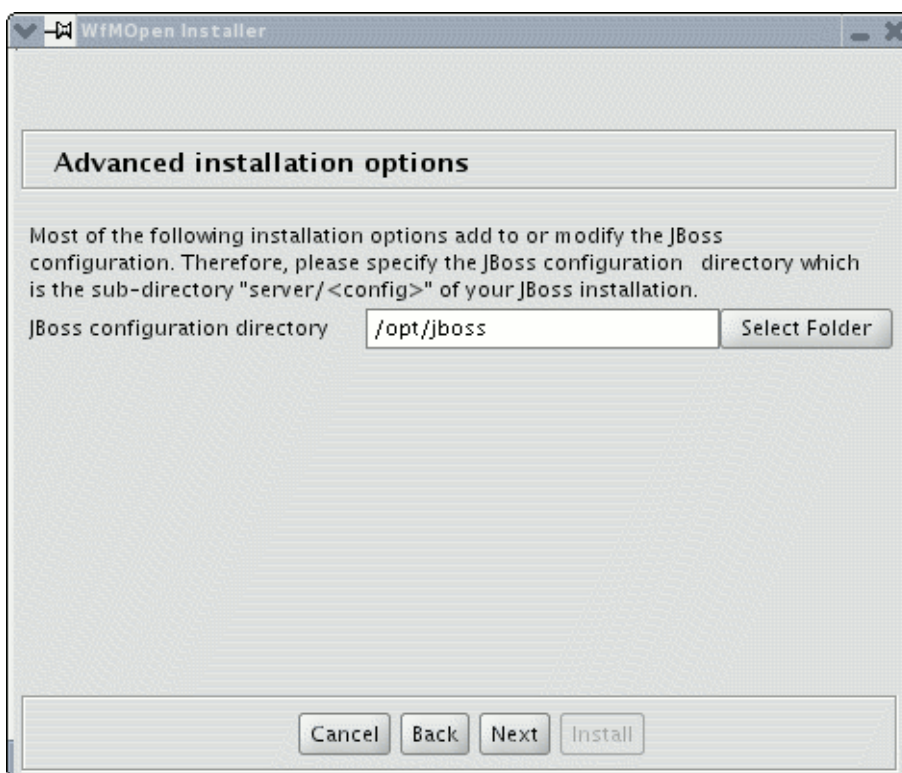 WfMOpen Installer
Advanced installation options
Most of the following installation options add to or modify the JBoss
configuration. Therefore, please specify the JBoss configuration directory which
is the sub-directory "server/<config>" of your JBoss installation.
JBoss configuration directory /opt/jboss Select Folder
Cancel Back Next Install